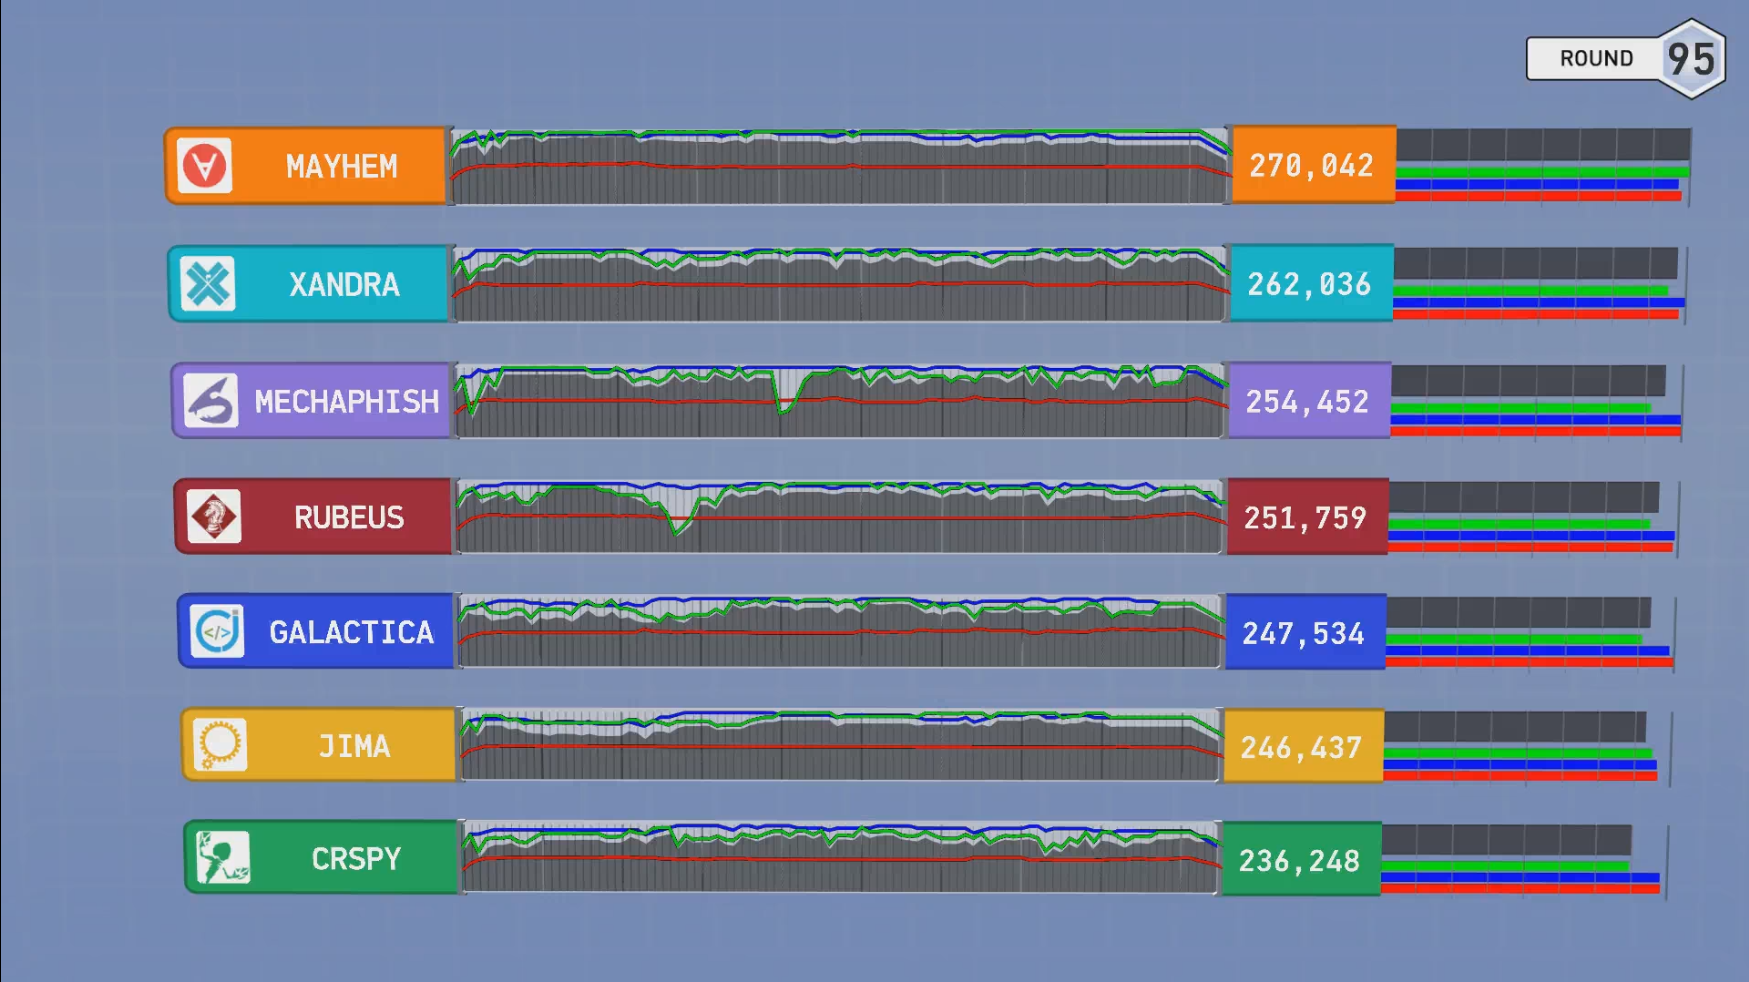 ROUND 95
MAYHEM 270,042
XANDRA 262,036
MECHAPHISH 254,452
RUBEUS 251,759
GALACTICA 247,534
JIMA 246,437
CRSPY 236,248